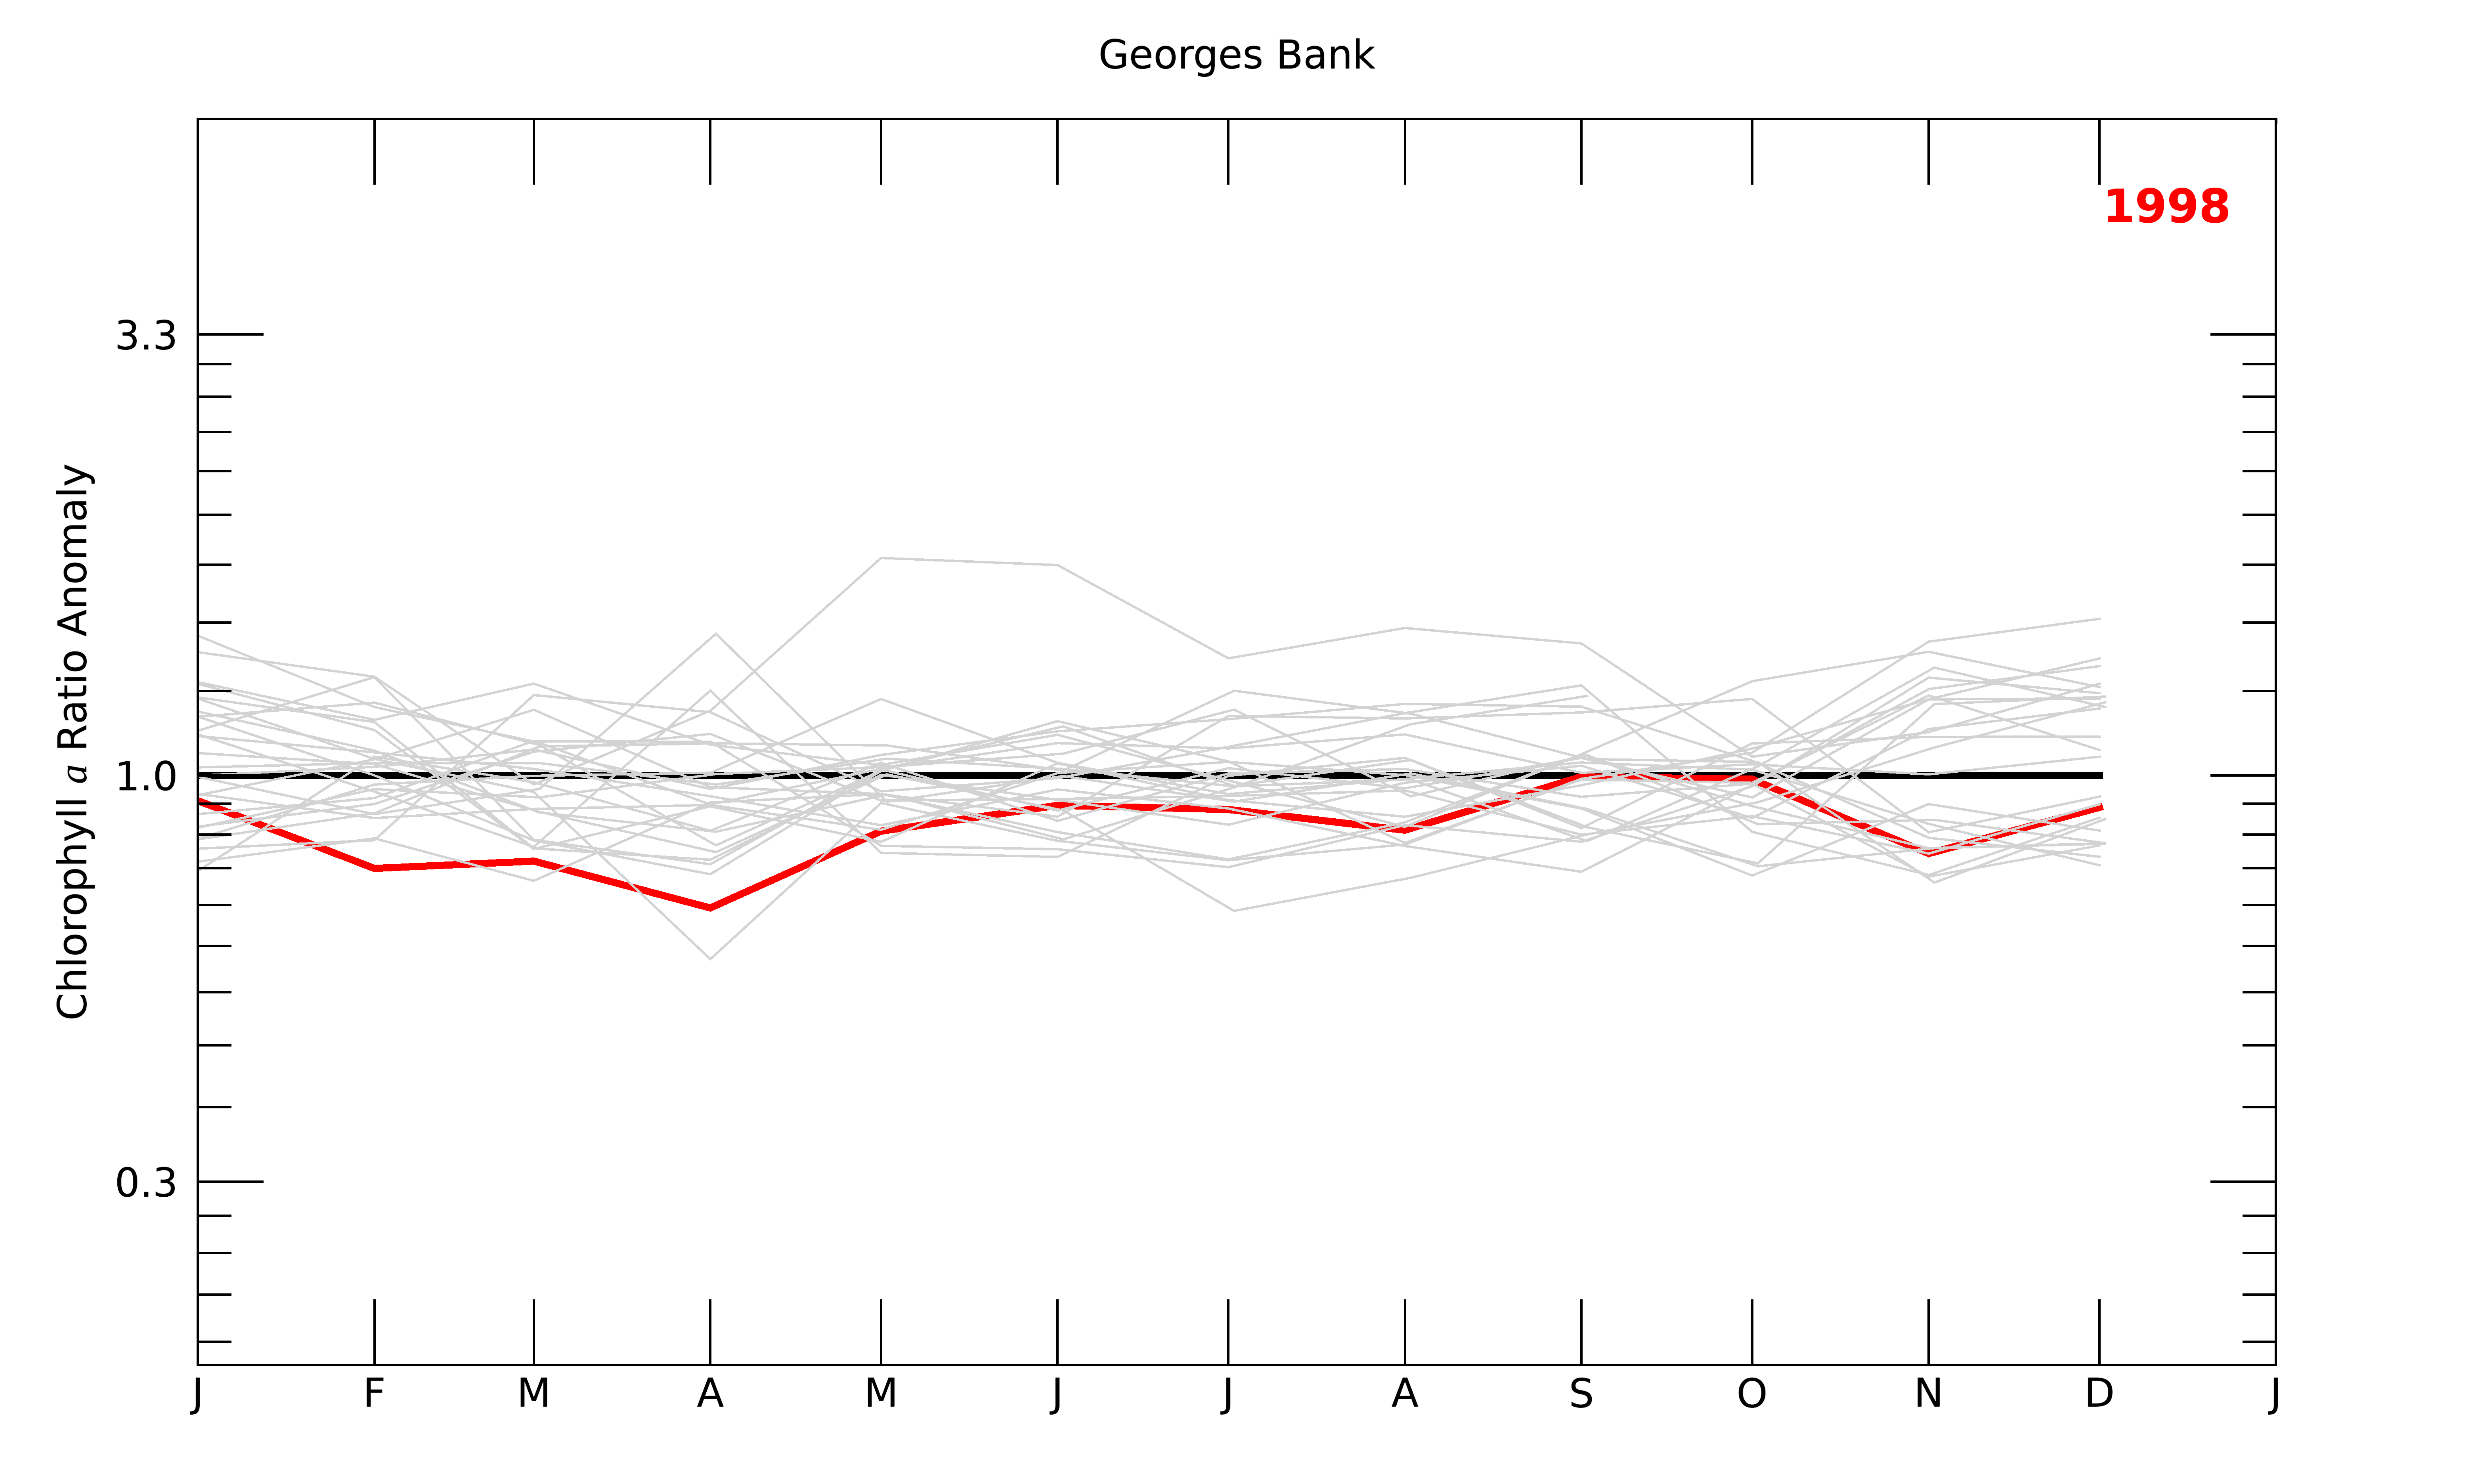 Georges Bank
1998
3.3
1.0
0.3
Chlorophyll a Ratio Anomaly
J F M A M J J A S O N D J